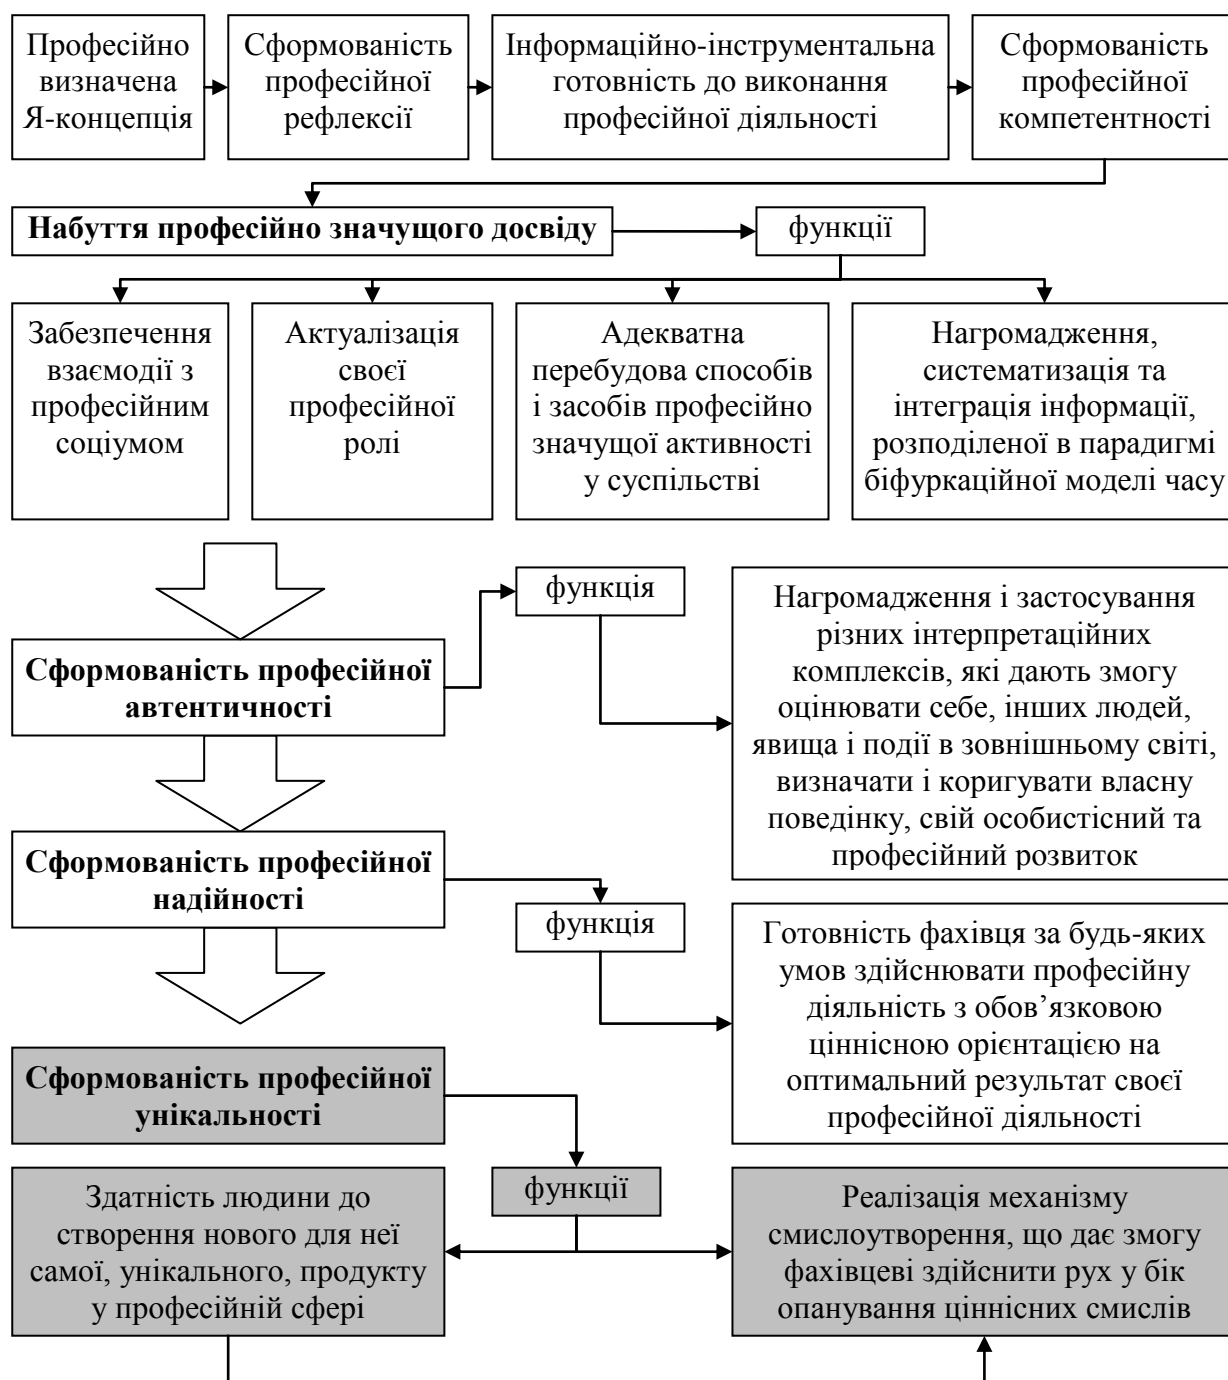 Професійно
визначена
Я-концепція
Сформованість
професійної
рефлексії
Інформаційно-інструментальна
готовність до виконання
професійної діяльності
Сформованість
професійної
компетентності
Набуття професійно значущого досвіду
функції
Забезпечення
взаємодії з
професійним
соціумом
Актуалізація
своєї
професійної
ролі
Адекватна
перебудова способів
і засобів професійно
значущої активності
у суспільстві
Нагромадження,
систематизація та
інтеграція інформації,
розподіленої в парадигмі
біфуркаційної моделі часу
Сформованість професійної
автентичності
функція
Нагромадження і застосування
різних інтерпретаційних
комплексів, які дають змогу
оцінювати себе, інших людей,
явища і події в зовнішньому світі,
визначати і коригувати власну
поведінку, свій особистісний та
професійний розвиток
Сформованість професійної
надійності
функція
Готовність фахівця за будь-яких
умов здійснювати професійну
діяльність з обов’язковою
ціннісною орієнтацією на
оптимальний результат своєї
професійної діяльності
Сформованість професійної
унікальності
функції
Здатність людини до
створення нового для неї
самої, унікального, продукту
у професійній сфері
Реалізація механізму
смислоутворення, що дає змогу
фахівцеві здійснити рух у бік
опанування ціннісних смислів